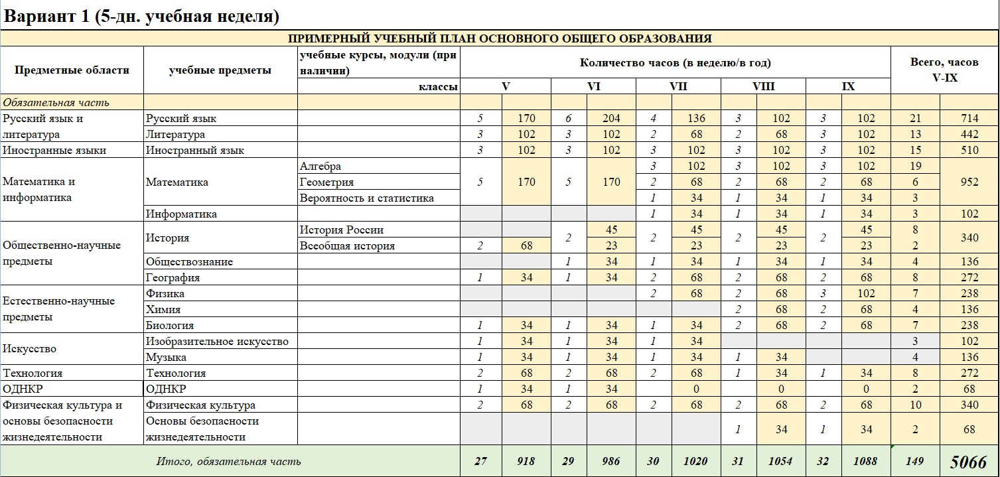 Вариант 1 (5-дн. учебная неделя)
ПРИМЕРНЫЙ УЧЕБНЫЙ ПЛАН ОСНОВНОГО ОБЩЕГО ОБРАЗОВАНИЯ
Предметные области учебные предметы учебные курсы, модули (при наличии) Количество часов (в неделю/в год) Всего, часов V-IX
классы V VI VII VIII IX
Обязательная часть
Русский язык и литература Русский язык 5 170 6 204 4 136 3 102 3 102 21 714
Литература 3 102 3 102 2 68 2 68 3 102 13 442
Иностранные языки Иностранный язык 3 102 3 102 3 102 3 102 3 102 15 510
Математика и информатика Математика Алгебра 5 170 5 170 3 102 3 102 3 102 19 952
Геометрия 2 68 2 68 2 68 6
Вероятность и статистика 1 34 1 34 1 34 3
Информатика 1 34 1 34 1 34 3 102
Общественно-научные предметы История История России 2 45 2 45 2 45 2 45 8 340
Всеобщая история 2 68 23 23 23 23 2
Обществознание 1 34 1 34 1 34 1 34 4 136
География 1 34 1 34 2 68 2 68 2 68 8 272
Естественно-научные предметы Физика 2 68 2 68 3 102 7 238
Химия 2 68 2 68 4 136
Биология 1 34 1 34 1 34 2 68 2 68 7 238
Искусство Изобразительное искусство 1 34 1 34 1 34 3 102
Музыка 1 34 1 34 1 34 1 34 4 136
Технология Технология 2 68 2 68 2 68 1 34 1 34 8 272
ОДНКР ОДНКР 1 34 1 34 0 0 0 2 68
Физическая культура и основы безопасности жизнедеятельности Физическая культура 2 68 2 68 2 68 2 68 2 68 10 340
Основы безопасности жизнедеятельности 1 34 1 34 2 68
Итого, обязательная часть 27 918 29 986 30 1020 31 1054 32 1088 149 5066